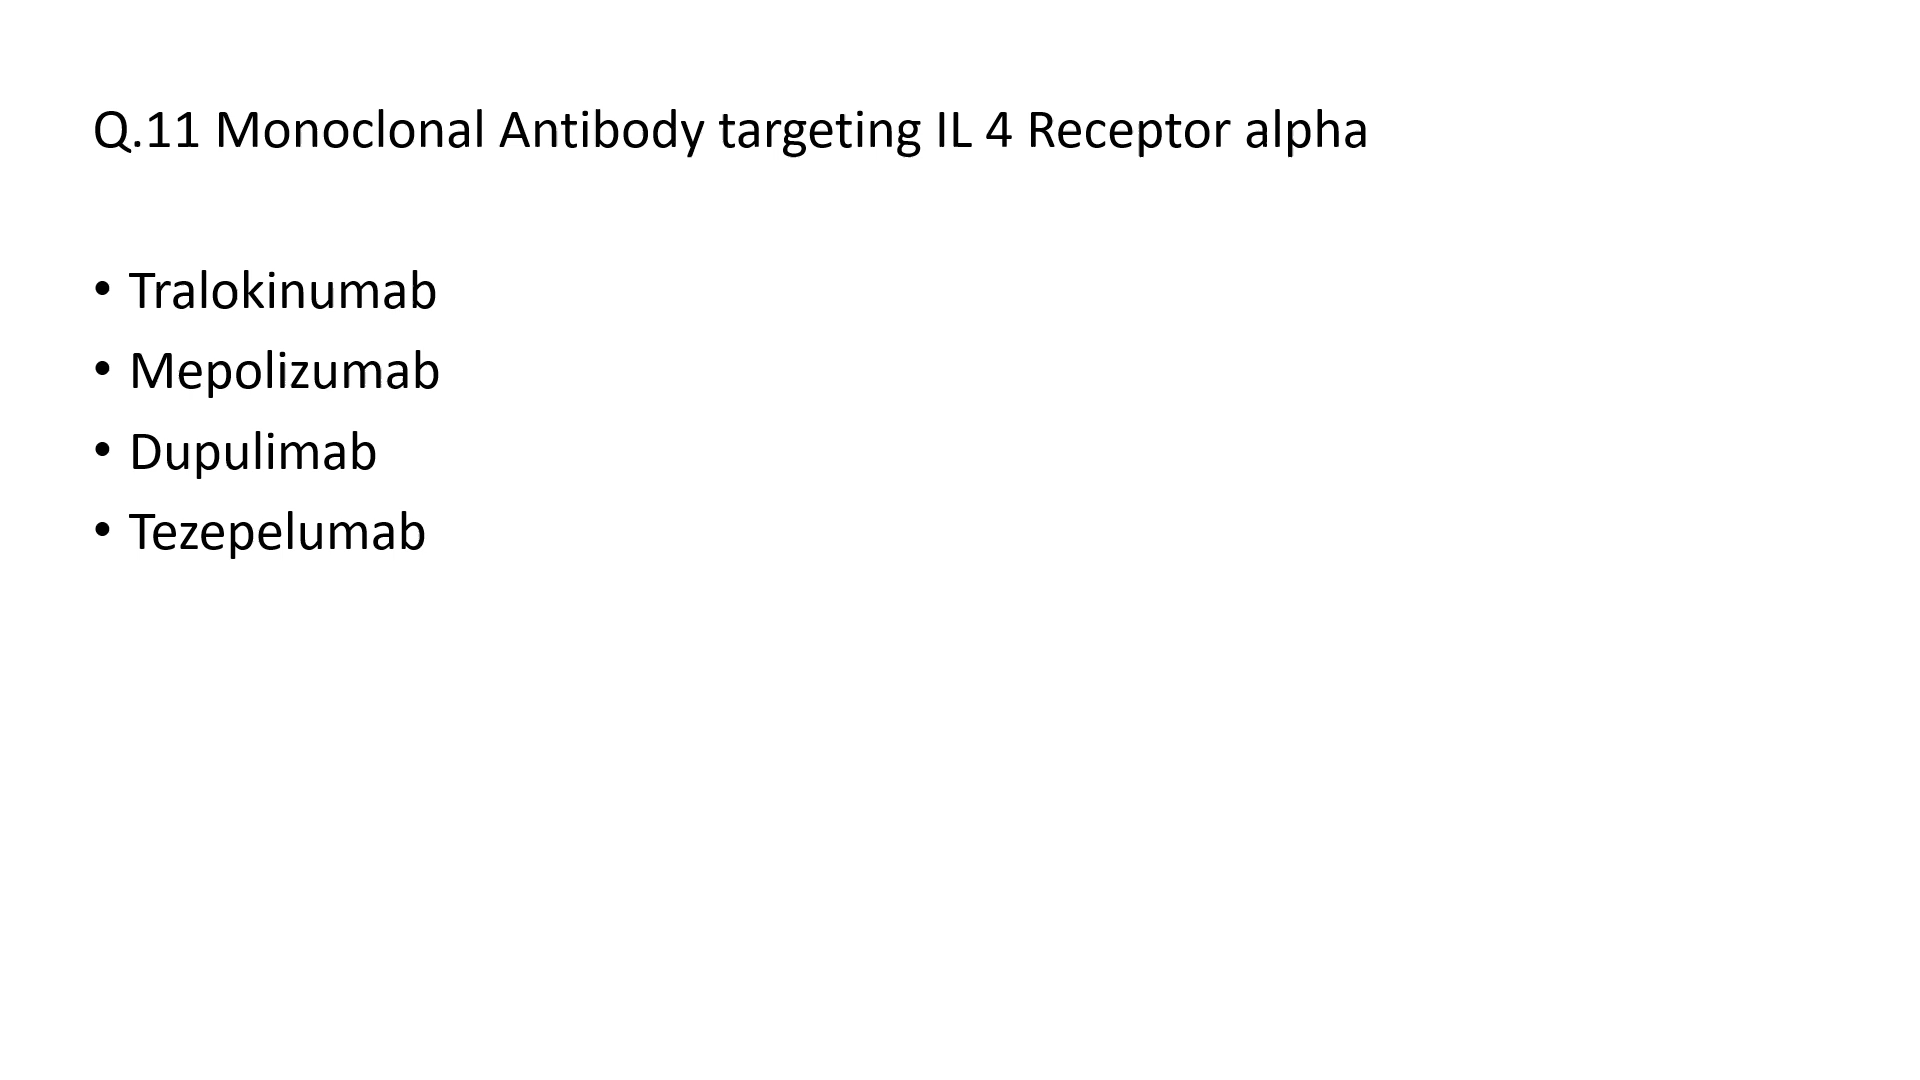 Q.11 Monoclonal Antibody targeting IL 4 Receptor alpha
• Tralokinumab
• Mepolizumab
• Dupulimab
• Tezepelumab